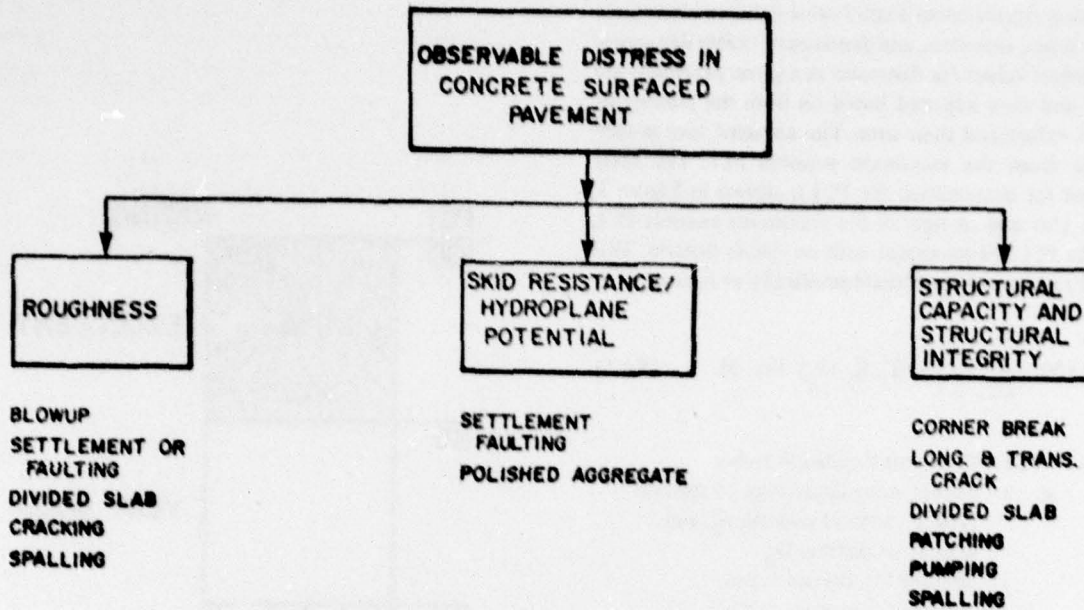 OBSERVABLE DISTRESS IN
CONCRETE SURFACED
PAVEMENT
ROUGHNESS
BLOWUP
SETTLEMENT OR
FAULTING
DIVIDED SLAB
CRACKING
SPALLING
SKID RESISTANCE/
HYDROPLANE
POTENTIAL
SETTLEMENT
FAULTING
POLISHED AGGREGATE
STRUCTURAL
CAPACITY AND
STRUCTURAL
INTEGRITY
CORNER BREAK
LONG. & TRANS.
CRACK
DIVIDED SLAB
PATCHING
PUMPING
SPALLING